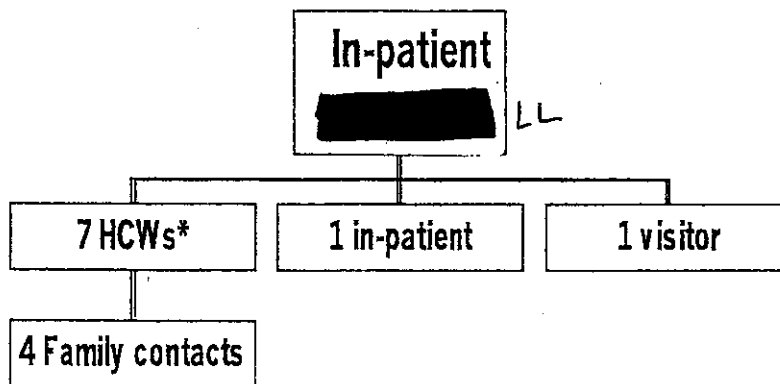 In-patient
LL
7 HCWs*
1 in-patient
1 visitor
4 Family contacts